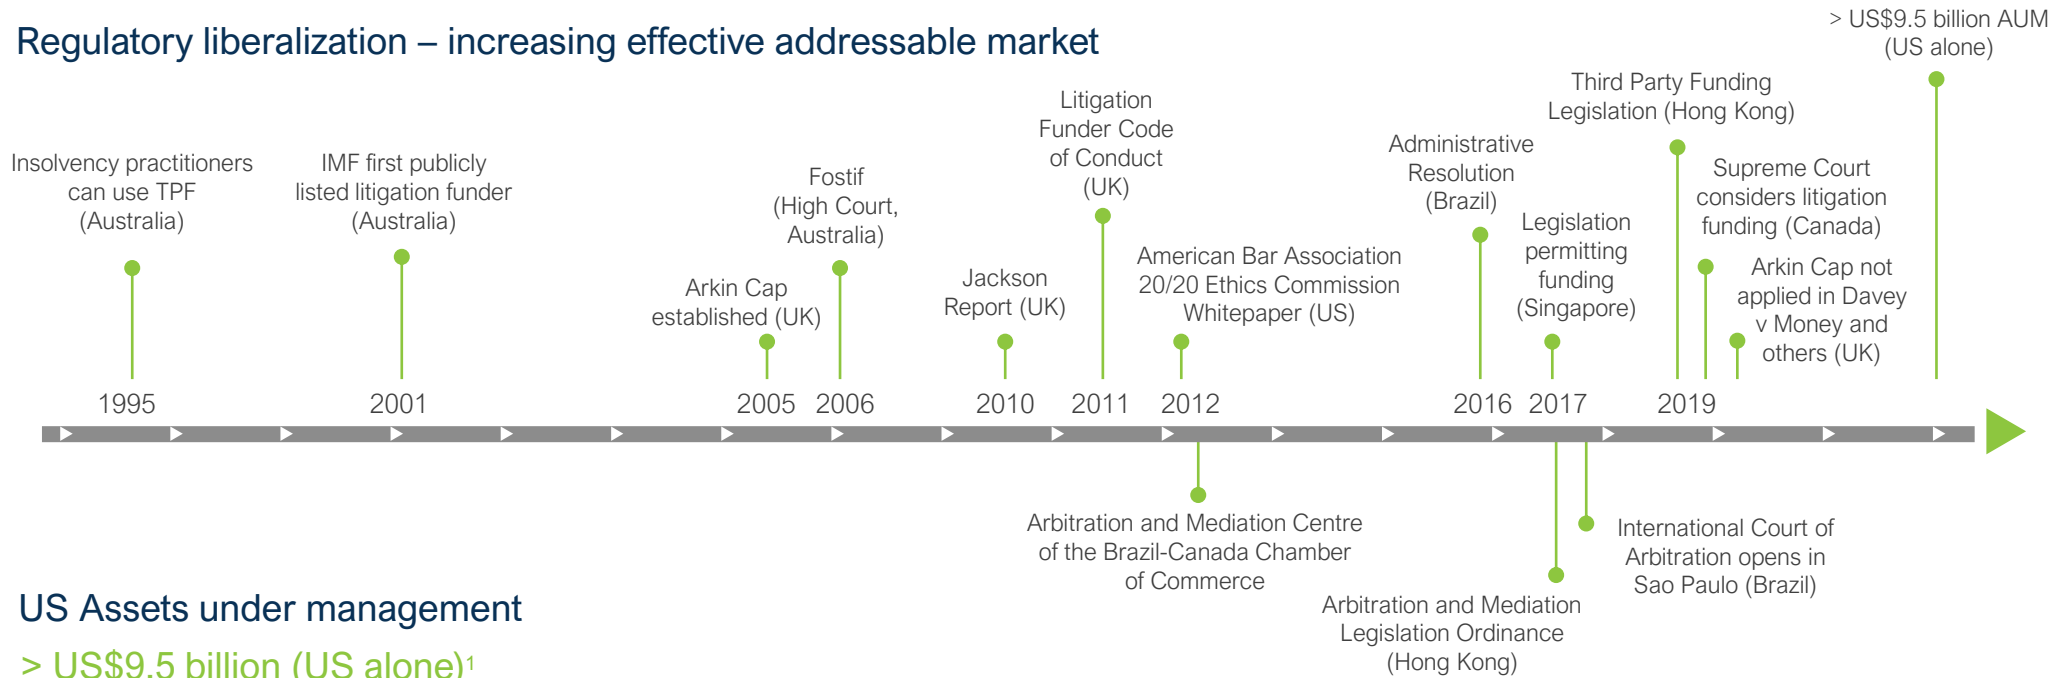 Regulatory liberalization – increasing effective addressable market
> US$9.5 billion AUM
(US alone)
Insolvency practitioners
can use TPF
(Australia)
IMF first publicly
listed litigation funder
(Australia)
Arkin Cap
established (UK)
Fostif
(High Court,
Australia)
Jackson
Report (UK)
Litigation
Funder Code
of Conduct
(UK)
American Bar Association
20/20 Ethics Commission
Whitepaper (US)
Administrative
Resolution
(Brazil)
Legislation
permitting
funding
(Singapore)
Third Party Funding
Legislation (Hong Kong)
Supreme Court
considers litigation
funding (Canada)
Arkin Cap not
applied in Davey
v Money and
others (UK)
1995
2001
2005
2006
2010
2011
2012
2016
2017
2019
Arbitration and Mediation Centre
of the Brazil-Canada Chamber
of Commerce
Arbitration and Mediation
Legislation Ordinance
(Hong Kong)
International Court of
Arbitration opens in
Sao Paulo (Brazil)
US Assets under management
> US$9.5 billion (US alone)¹